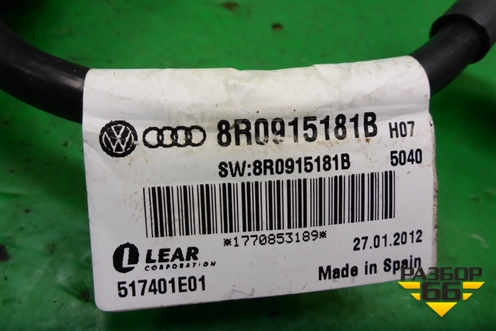 8R0915181B H07
SW:8R0915181B 5040
*1770853189*
LEAR
CORPORATION
27.01.2012
517401E01
Made in Spain
РАЗБОР
66